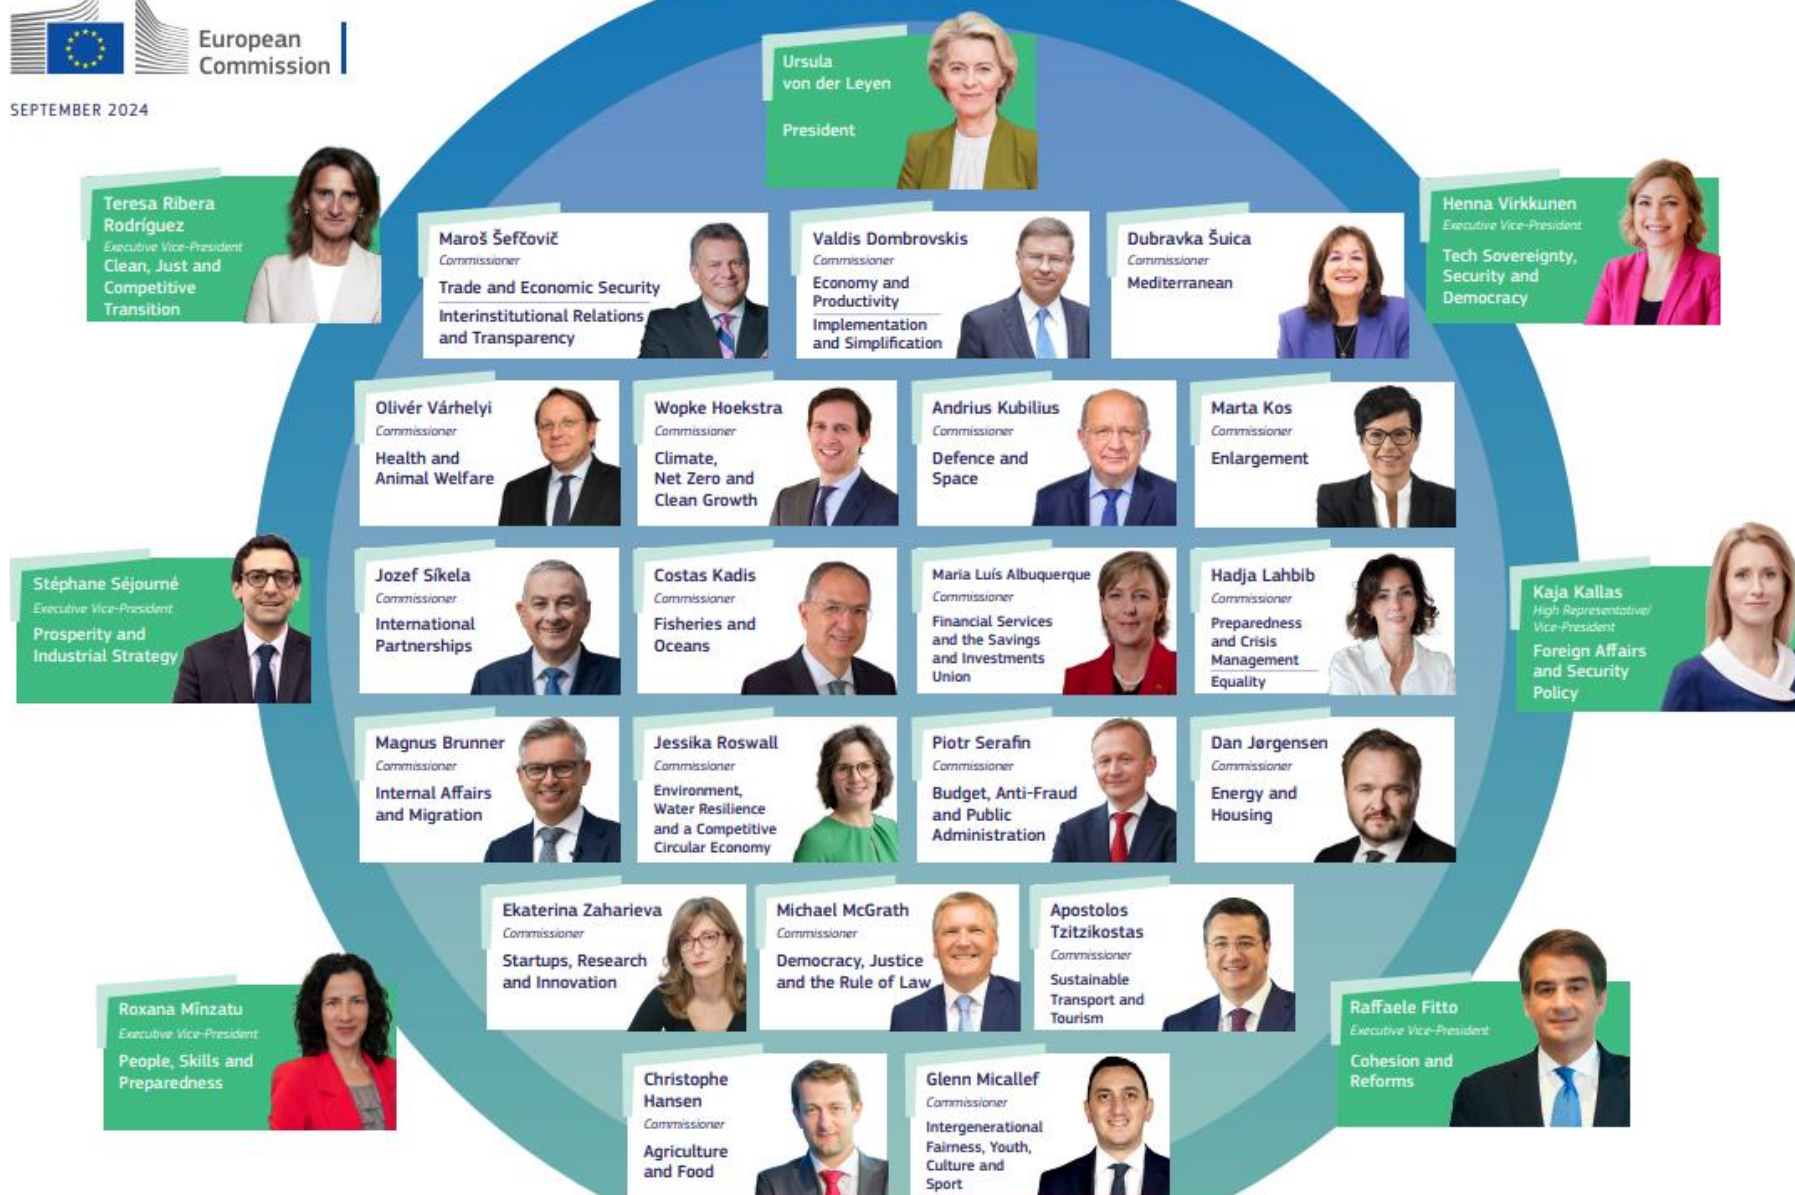 European
Commission
SEPTEMBER 2024
Ursula
von der Leyen
President
Teresa Ribera
Rodríguez
Executive Vice-President
Clean, Just and
Competitive
Transition
Maroš Šefčovič
Commissioner
Trade and Economic Security
Interinstitutional Relations
and Transparency
Valdis Dombrovskis
Commissioner
Economy and
Productivity
Implementation
and Simplification
Dubravka Šuica
Commissioner
Mediterranean
Henna Virkkunen
Executive Vice-President
Tech Sovereignty,
Security and
Democracy
Olivér Várhelyi
Commissioner
Health and
Animal Welfare
Wopke Hoekstra
Commissioner
Climate,
Net Zero and
Clean Growth
Andrius Kubilius
Commissioner
Defence and
Space
Marta Kos
Commissioner
Enlargement
Stéphane Séjourné
Executive Vice-President
Prosperity and
Industrial Strategy
Jozef Síkela
Commissioner
International
Partnerships
Costas Kadis
Commissioner
Fisheries and
Oceans
Maria Luís Albuquerque
Commissioner
Financial Services
and the Savings
and Investments
Union
Hadja Lahbib
Commissioner
Preparedness
and Crisis
Management
Equality
Kaja Kallas
High Representative/
Vice-President
Foreign Affairs
and Security
Policy
Magnus Brunner
Commissioner
Internal Affairs
and Migration
Jessika Roswall
Commissioner
Environment,
Water Resilience
and a Competitive
Circular Economy
Piotr Serafin
Commissioner
Budget, Anti-Fraud
and Public
Administration
Dan Jørgensen
Commissioner
Energy and
Housing
Ekaterina Zaharieva
Commissioner
Startups, Research
and Innovation
Michael McGrath
Commissioner
Democracy, Justice
and the Rule of Law
Apostolos
Tzitzikostas
Commissioner
Sustainable
Transport and
Tourism
Roxana Mînzatu
Executive Vice-President
People, Skills and
Preparedness
Raffaele Fitto
Executive Vice-President
Cohesion and
Reforms
Christophe
Hansen
Commissioner
Agriculture
and Food
Glenn Micallef
Commissioner
Intergenerational
Fairness, Youth,
Culture and
Sport